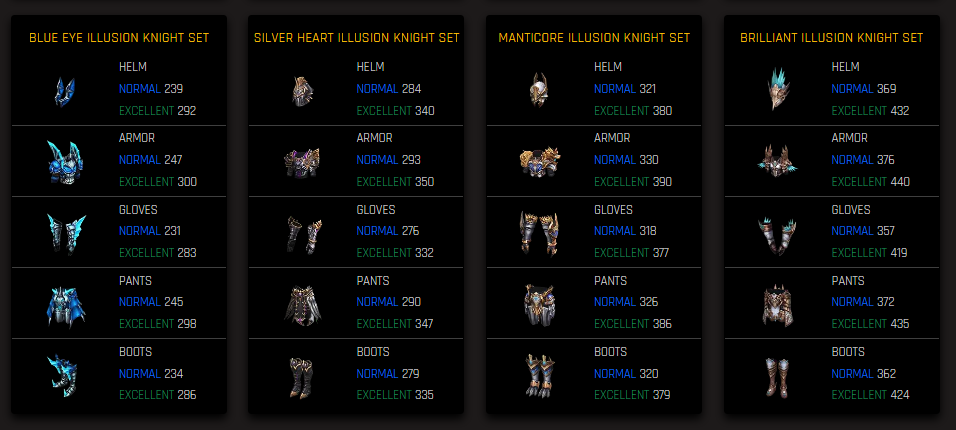 BLUE EYE ILLUSION KNIGHT SET
HELM
NORMAL 239
EXCELLENT 292
ARMOR
NORMAL 247
EXCELLENT 300
GLOVES
NORMAL 231
EXCELLENT 283
PANTS
NORMAL 245
EXCELLENT 298
BOOTS
NORMAL 234
EXCELLENT 286
SILVER HEART ILLUSION KNIGHT SET
HELM
NORMAL 284
EXCELLENT 340
ARMOR
NORMAL 293
EXCELLENT 350
GLOVES
NORMAL 276
EXCELLENT 332
PANTS
NORMAL 290
EXCELLENT 347
BOOTS
NORMAL 279
EXCELLENT 335
MANTICORE ILLUSION KNIGHT SET
HELM
NORMAL 321
EXCELLENT 380
ARMOR
NORMAL 330
EXCELLENT 390
GLOVES
NORMAL 318
EXCELLENT 377
PANTS
NORMAL 326
EXCELLENT 386
BOOTS
NORMAL 320
EXCELLENT 379
BRILLIANT ILLUSION KNIGHT SET
HELM
NORMAL 369
EXCELLENT 432
ARMOR
NORMAL 376
EXCELLENT 440
GLOVES
NORMAL 357
EXCELLENT 419
PANTS
NORMAL 372
EXCELLENT 435
BOOTS
NORMAL 362
EXCELLENT 424